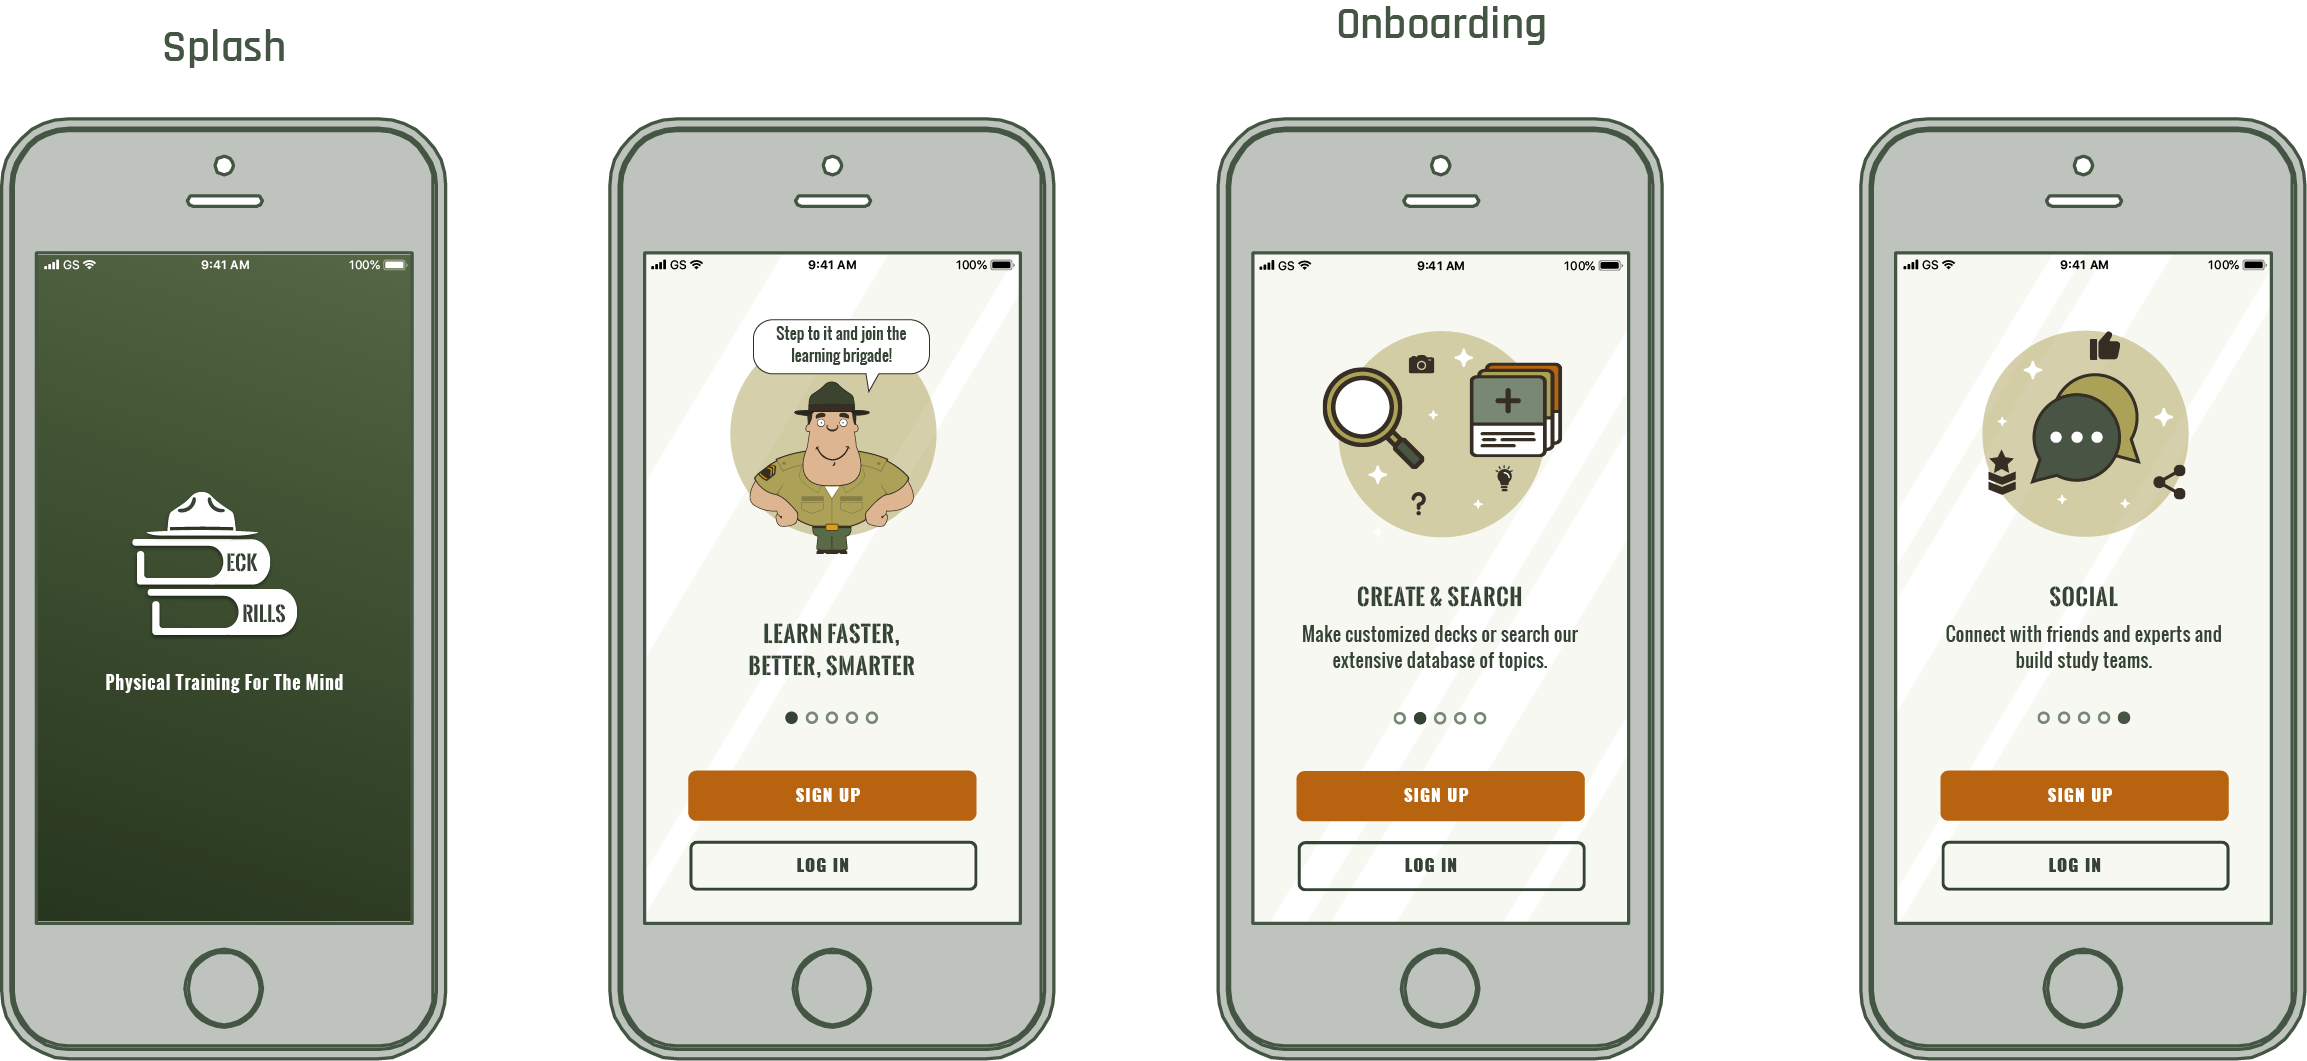 Splash
Onboarding
GS 9:41 AM 100%
ECK
RILLS
Physical Training For The Mind
GS 9:41 AM 100%
Step to it and join the
learning brigade!
LEARN FASTER,
BETTER, SMARTER
SIGN UP
LOG IN
GS 9:41 AM 100%
?
CREATE & SEARCH
Make customized decks or search our
extensive database of topics.
SIGN UP
LOG IN
GS 9:41 AM 100%
SOCIAL
Connect with friends and experts and
build study teams.
SIGN UP
LOG IN